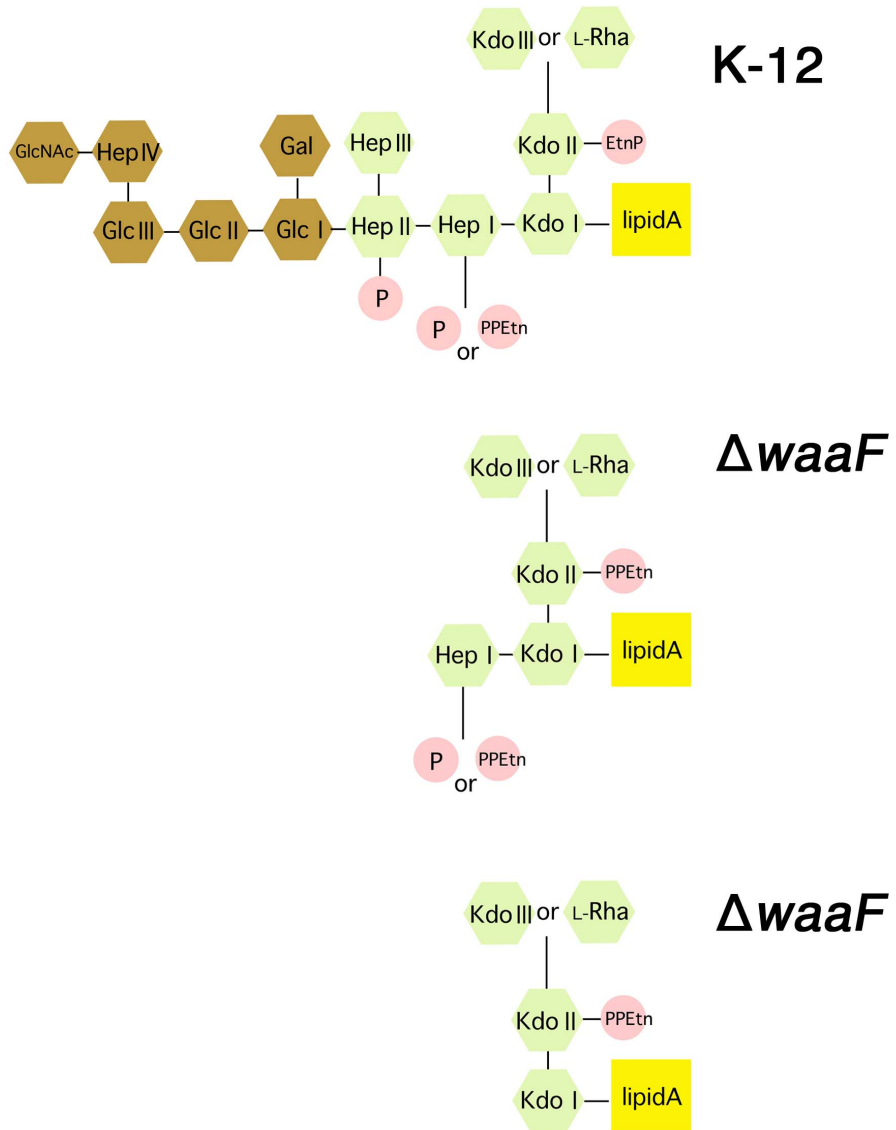 Kdo III or L-Rha
K-12
GlcNAc Hep IV Gal Hep III Kdo II EtnP
Glc III Glc II Glc I Hep II Hep I Kdo I lipidA
P
P PPEtn
or
ΔwaaF
Kdo III or L-Rha
Kdo II PPEtn
Hep I Kdo I lipidA
P PPEtn
or
Kdo III or L-Rha
ΔwaaF
Kdo II PPEtn
Kdo I lipidA